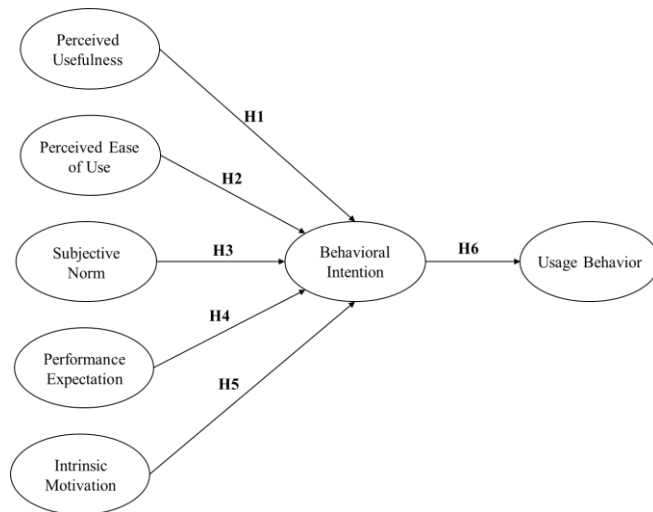 Perceived
Usefulness
H1
Perceived Ease
of Use
H2
Subjective
Norm
H3
Behavioral
Intention
H6
Usage Behavior
H4
Performance
Expectation
H5
Intrinsic
Motivation